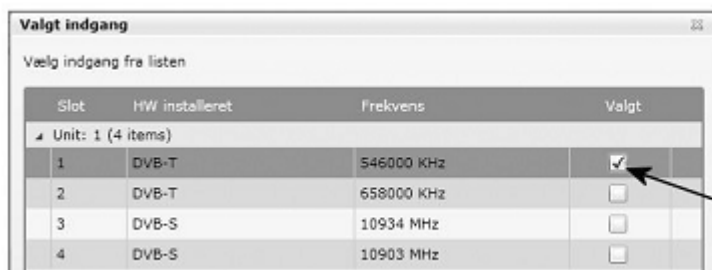 Valgt indgang
Vælg indgang fra listen
Slot HW installeret Frekvens Valgt
Unit: 1 (4 items)
1 DVB-T 546000 KHz
2 DVB-T 658000 KHz
3 DVB-S 10934 MHz
4 DVB-S 10903 MHz